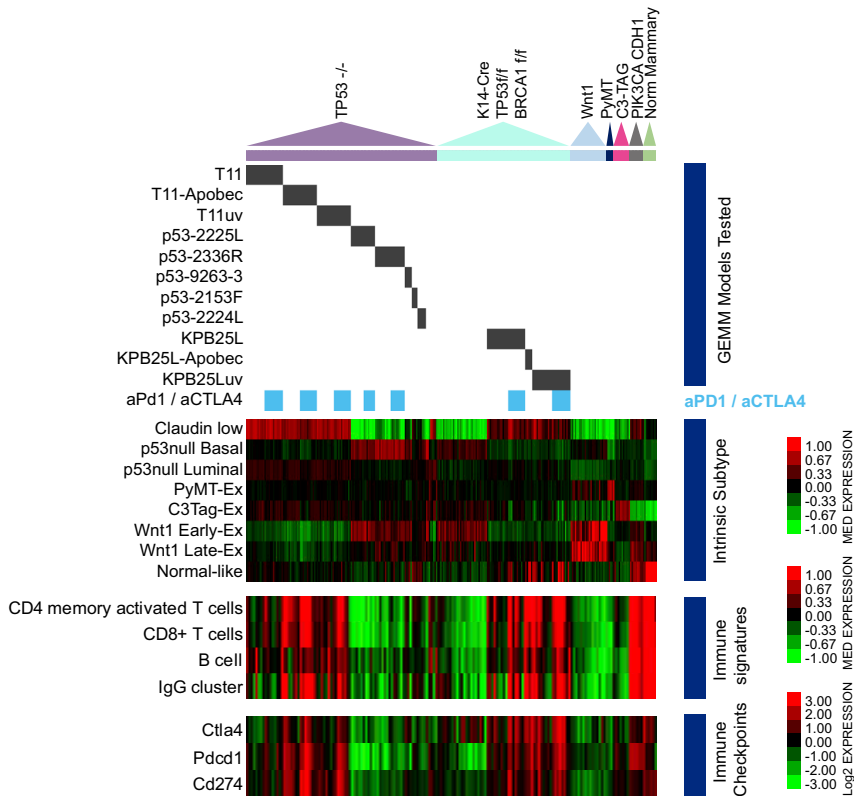 TP53 -/-
K14-Cre
TP53f/f
BRCA1 f/f
Wnt1
PyMT
C3-TAG
PIK3CA CDH1
Norm Mammary
T11
T11-Apobec
T11uv
p53-2225L
p53-2336R
p53-9263-3
p53-2153F
p53-2224L
KPB25L
KPB25L-Apobec
KPB25Luv
GEMM Models Tested
aPd1 / aCTLA4
aPD1 / aCTLA4
Claudin low
p53null Basal
p53null Luminal
PyMT-Ex
C3Tag-Ex
Wnt1 Early-Ex
Wnt1 Late-Ex
Normal-like
Intrinsic Subtype
1.00
0.67
0.33
0.00
-0.33
-0.67
-1.00
MED EXPRESSION
CD4 memory activated T cells
CD8+ T cells
B cell
IgG cluster
Immune
signatures
1.00
0.67
0.33
0.00
-0.33
-0.67
-1.00
MED EXPRESSION
Ctla4
Pdcd1
Cd274
Immune
Checkpoints
3.00
2.00
1.00
0.00
-1.00
-2.00
-3.00
Log2 EXPRESSION